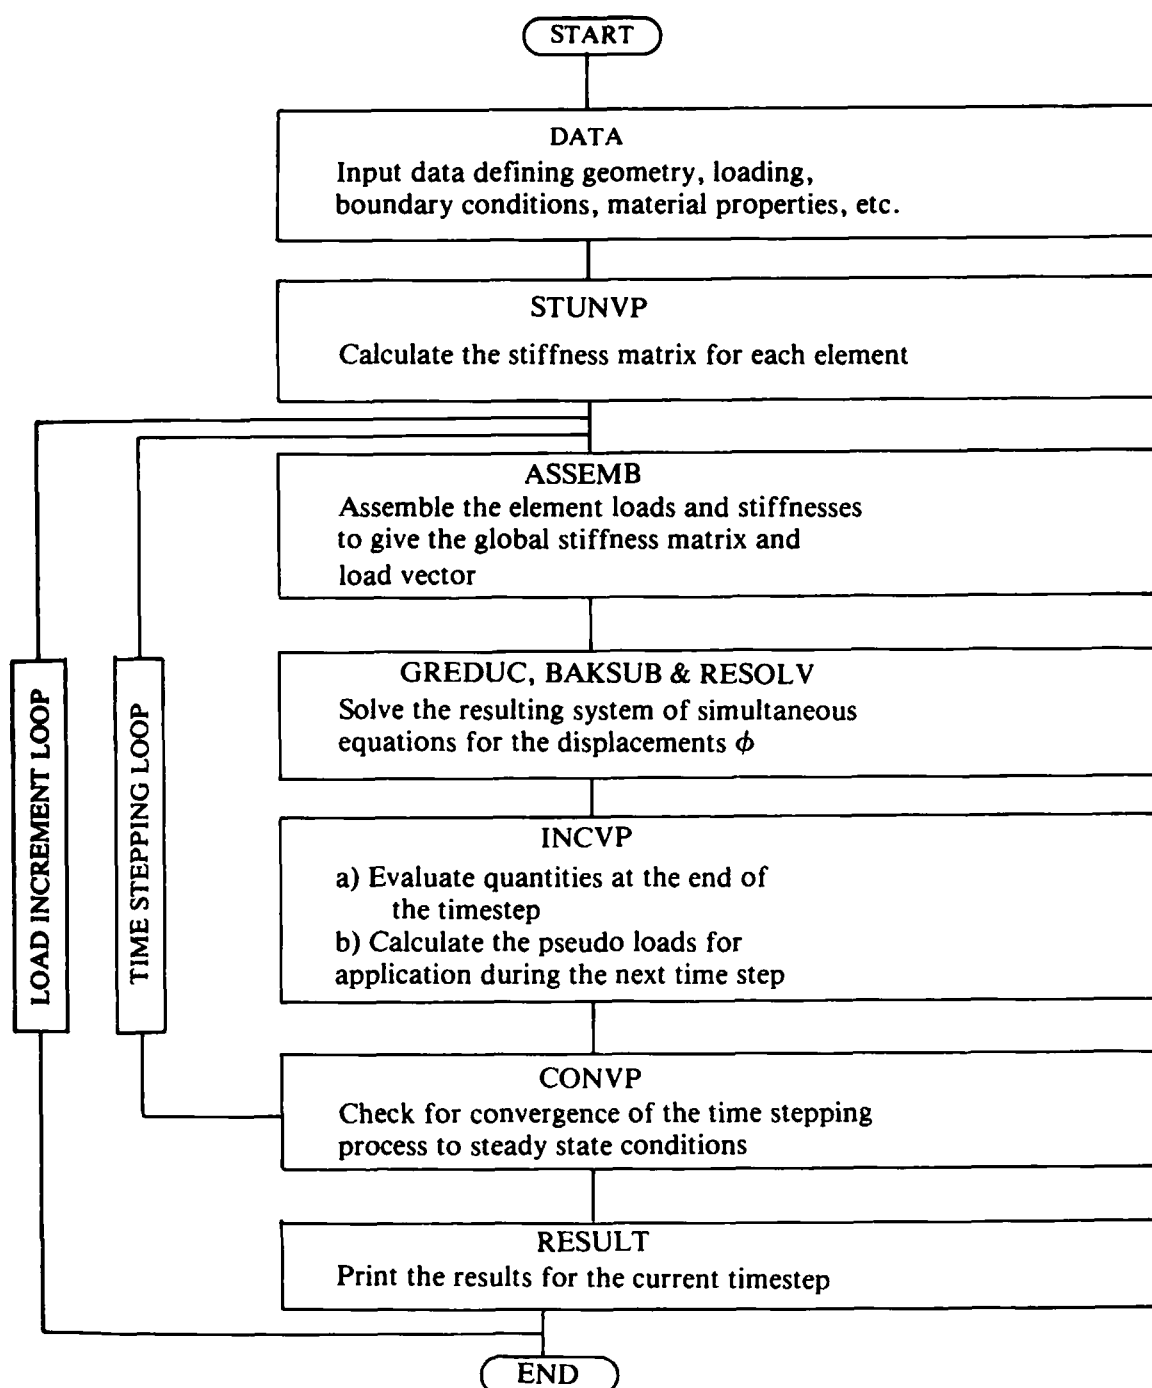 START
DATA
Input data defining geometry, loading,
boundary conditions, material properties, etc.
STUNVP
Calculate the stiffness matrix for each element
ASSEMB
Assemble the element loads and stiffnesses
to give the global stiffness matrix and
load vector
GREDUC, BAKSUB & RESOLV
Solve the resulting system of simultaneous
equations for the displacements ϕ
LOAD INCREMENT LOOP
TIME STEPPING LOOP
INCVP
a) Evaluate quantities at the end of
the timestep
b) Calculate the pseudo loads for
application during the next time step
CONVP
Check for convergence of the time stepping
process to steady state conditions
RESULT
Print the results for the current timestep
END